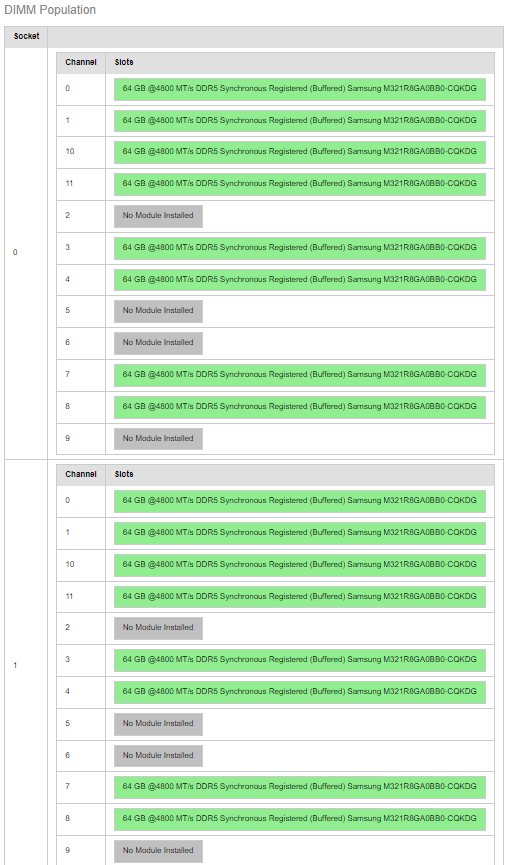 DIMM Population
Socket
Channel Slots
0 64 GB @4800 MT/s DDR5 Synchronous Registered (Buffered) Samsung M321R8GA0BB0-CQKDG
1 64 GB @4800 MT/s DDR5 Synchronous Registered (Buffered) Samsung M321R8GA0BB0-CQKDG
10 64 GB @4800 MT/s DDR5 Synchronous Registered (Buffered) Samsung M321R8GA0BB0-CQKDG
11 64 GB @4800 MT/s DDR5 Synchronous Registered (Buffered) Samsung M321R8GA0BB0-CQKDG
2 No Module Installed
3 64 GB @4800 MT/s DDR5 Synchronous Registered (Buffered) Samsung M321R8GA0BB0-CQKDG
0
4 64 GB @4800 MT/s DDR5 Synchronous Registered (Buffered) Samsung M321R8GA0BB0-CQKDG
5 No Module Installed
6 No Module Installed
7 64 GB @4800 MT/s DDR5 Synchronous Registered (Buffered) Samsung M321R8GA0BB0-CQKDG
8 64 GB @4800 MT/s DDR5 Synchronous Registered (Buffered) Samsung M321R8GA0BB0-CQKDG
9 No Module Installed
Channel Slots
0 64 GB @4800 MT/s DDR5 Synchronous Registered (Buffered) Samsung M321R8GA0BB0-CQKDG
1 64 GB @4800 MT/s DDR5 Synchronous Registered (Buffered) Samsung M321R8GA0BB0-CQKDG
10 64 GB @4800 MT/s DDR5 Synchronous Registered (Buffered) Samsung M321R8GA0BB0-CQKDG
11 64 GB @4800 MT/s DDR5 Synchronous Registered (Buffered) Samsung M321R8GA0BB0-CQKDG
2 No Module Installed
3 64 GB @4800 MT/s DDR5 Synchronous Registered (Buffered) Samsung M321R8GA0BB0-CQKDG
1
4 64 GB @4800 MT/s DDR5 Synchronous Registered (Buffered) Samsung M321R8GA0BB0-CQKDG
5 No Module Installed
6 No Module Installed
7 64 GB @4800 MT/s DDR5 Synchronous Registered (Buffered) Samsung M321R8GA0BB0-CQKDG
8 64 GB @4800 MT/s DDR5 Synchronous Registered (Buffered) Samsung M321R8GA0BB0-CQKDG
9 No Module Installed